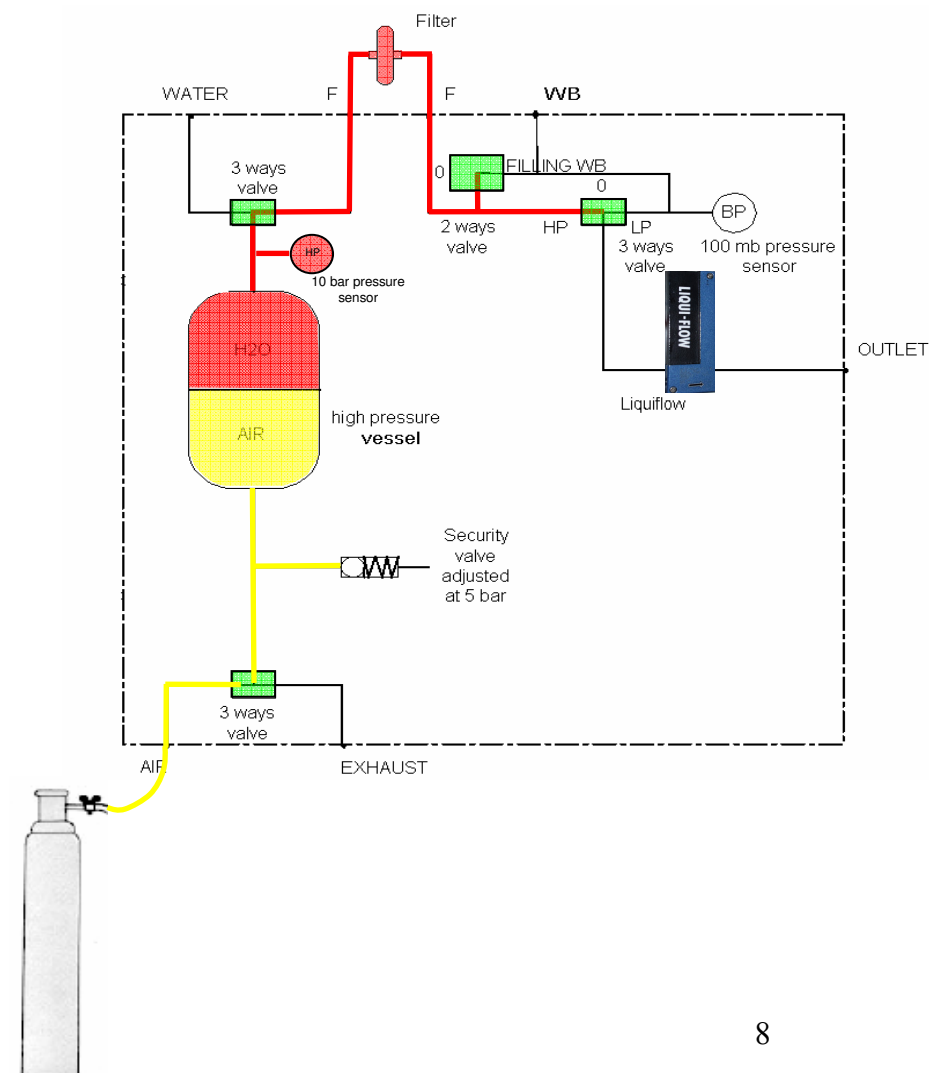 Filter
WATER
F
F
WB
3 ways
valve
0
FILLING WB
0
2 ways
valve
HP
LP
3 ways
valve
BP
100 mb pressure
sensor
HP
10 bar pressure
sensor
LIQUI-FLOW
H2O
OUTLET
Liquiflow
high pressure
vessel
AIR
Security
valve
adjusted
at 5 bar
3 ways
valve
AIR
EXHAUST
8